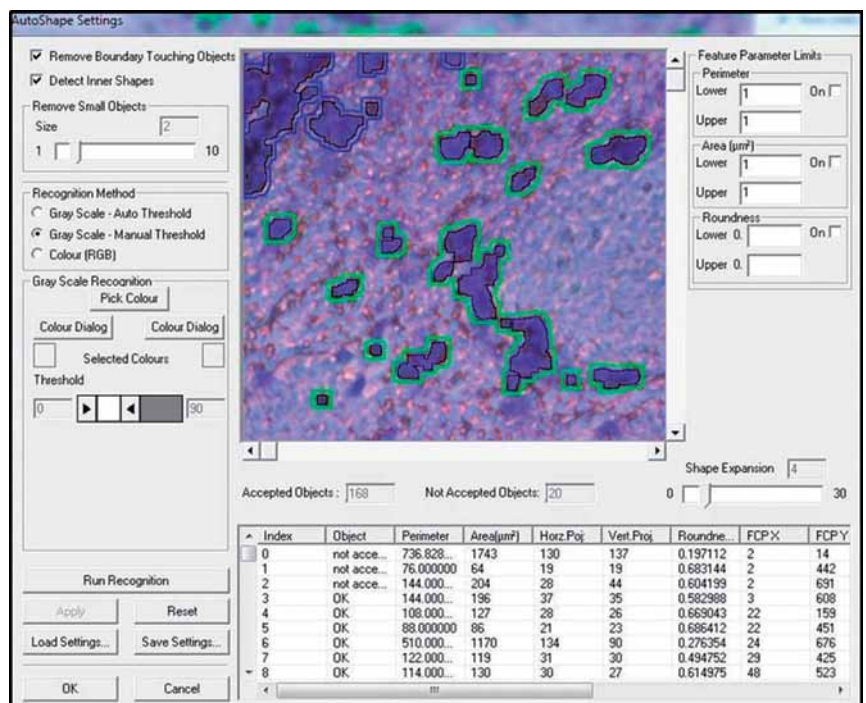 AutoShape Settings
Remove Boundary Touching Objects
Detect Inner Shapes
Remove Small Objects
Size 2
1 10
Recognition Method
Gray Scale - Auto Threshold
Gray Scale - Manual Threshold
Colour (RGB)
Gray Scale Recognition
Pick Colour
Colour Dialog Colour Dialog
Selected Colours
Threshold
0 90
Run Recognition
Apply Reset
Load Settings... Save Settings...
OK Cancel
Feature Parameter Limits
Perimeter
Lower 1 On
Upper 1
Area (µm²)
Lower 1 On
Upper 1
Roundness
Lower 0. On
Upper 0.
Shape Expansion 4
0 30
Accepted Objects : 168 Not Accepted Objects: 20
Index Object Perimeter Area(µm²) Horz.Poj Vert.Proj Roundne... FCP X FCP Y
0 not acce... 736.828... 1743 130 137 0.197112 2 14
1 not acce... 76.000000 64 19 19 0.683144 2 442
2 not acce... 144.000... 204 28 44 0.604199 2 691
3 OK 144.000... 196 37 35 0.582988 3 608
4 OK 108.000... 127 28 26 0.669043 22 159
5 OK 88.000000 86 21 23 0.686412 22 451
6 OK 510.000... 1170 134 90 0.276354 24 676
7 OK 122.000... 119 31 30 0.494752 29 425
8 OK 114.000... 130 30 27 0.614975 48 523